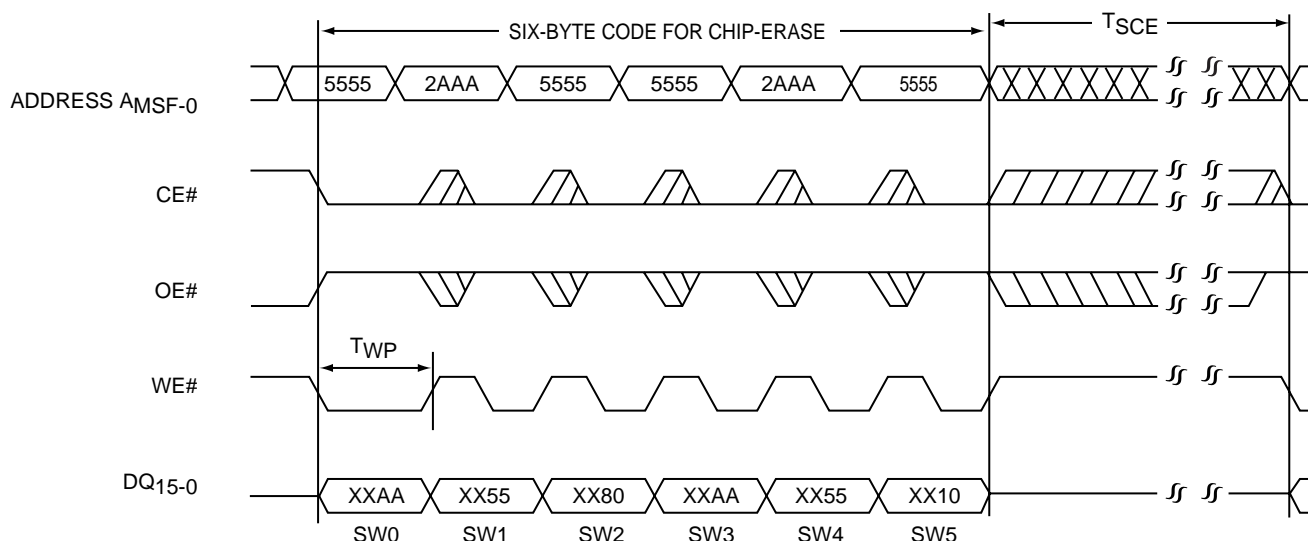 SIX-BYTE CODE FOR CHIP-ERASE
TSCE
ADDRESS AMSF-0
5555 2AAA 5555 5555 2AAA 5555
CE#
OE#
TWP
WE#
DQ15-0
XXAA XX55 XX80 XXAA XX55 XX10
SW0 SW1 SW2 SW3 SW4 SW5